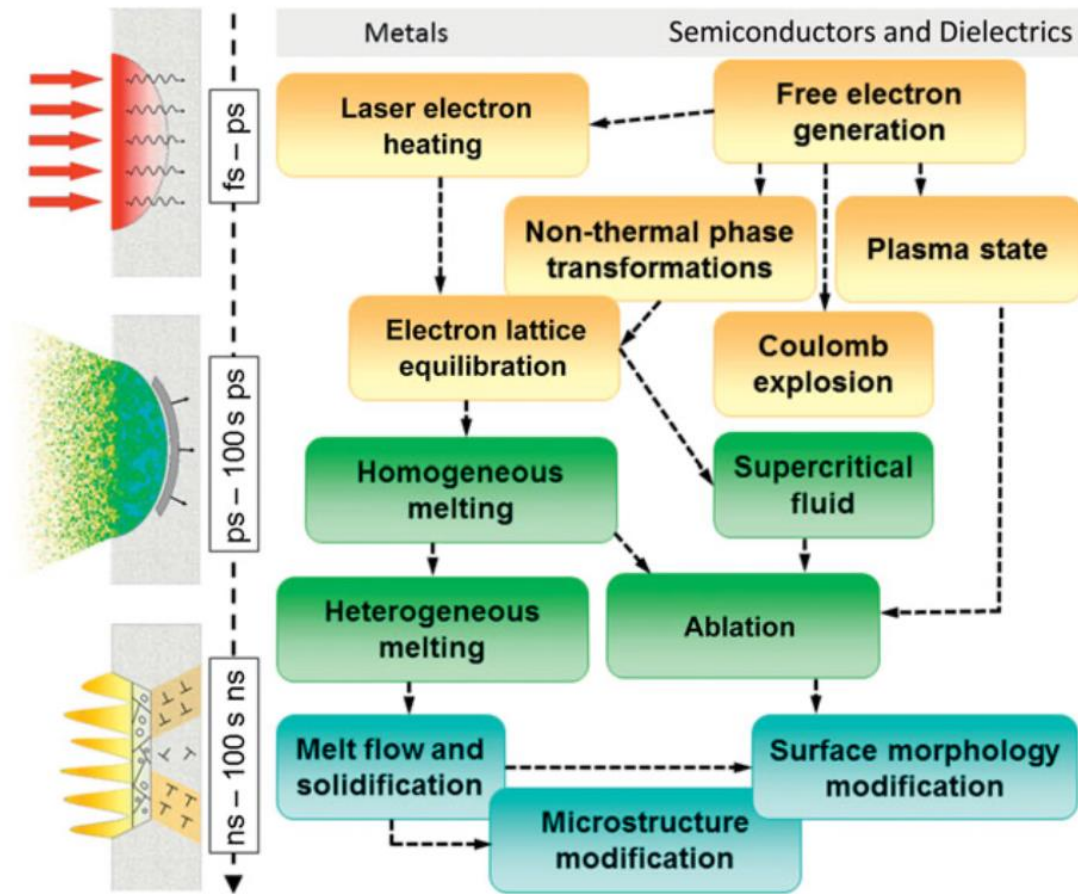 Metals
Semiconductors and Dielectrics
fs – ps
Laser electron
heating
Free electron
generation
Non-thermal phase
transformations
Plasma state
ps – 100 s ps
Electron lattice
equilibration
Coulomb
explosion
Homogeneous
melting
Supercritical
fluid
Heterogeneous
melting
Ablation
ns – 100 s ns
Melt flow and
solidification
Surface morphology
modification
Microstructure
modification